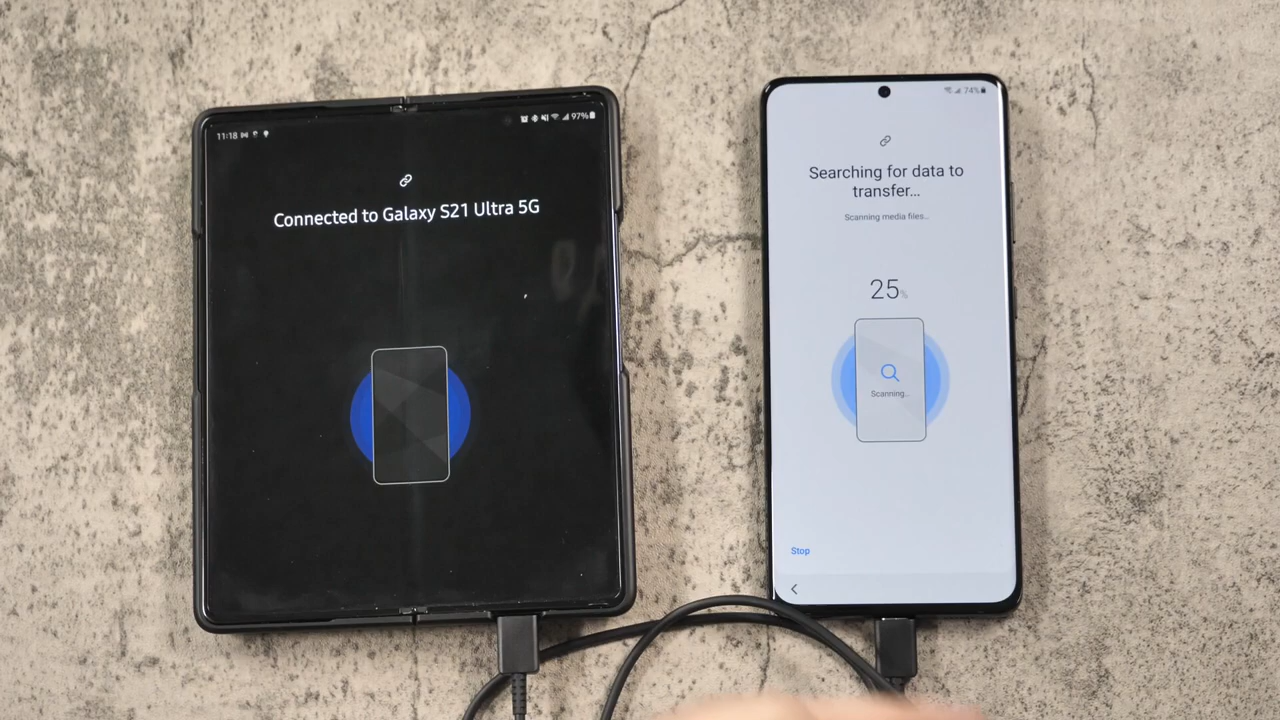 11:18
97%
Connected to Galaxy S21 Ultra 5G
74%
Searching for data to
transfer...
Scanning media files...
25%
Scanning...
Stop